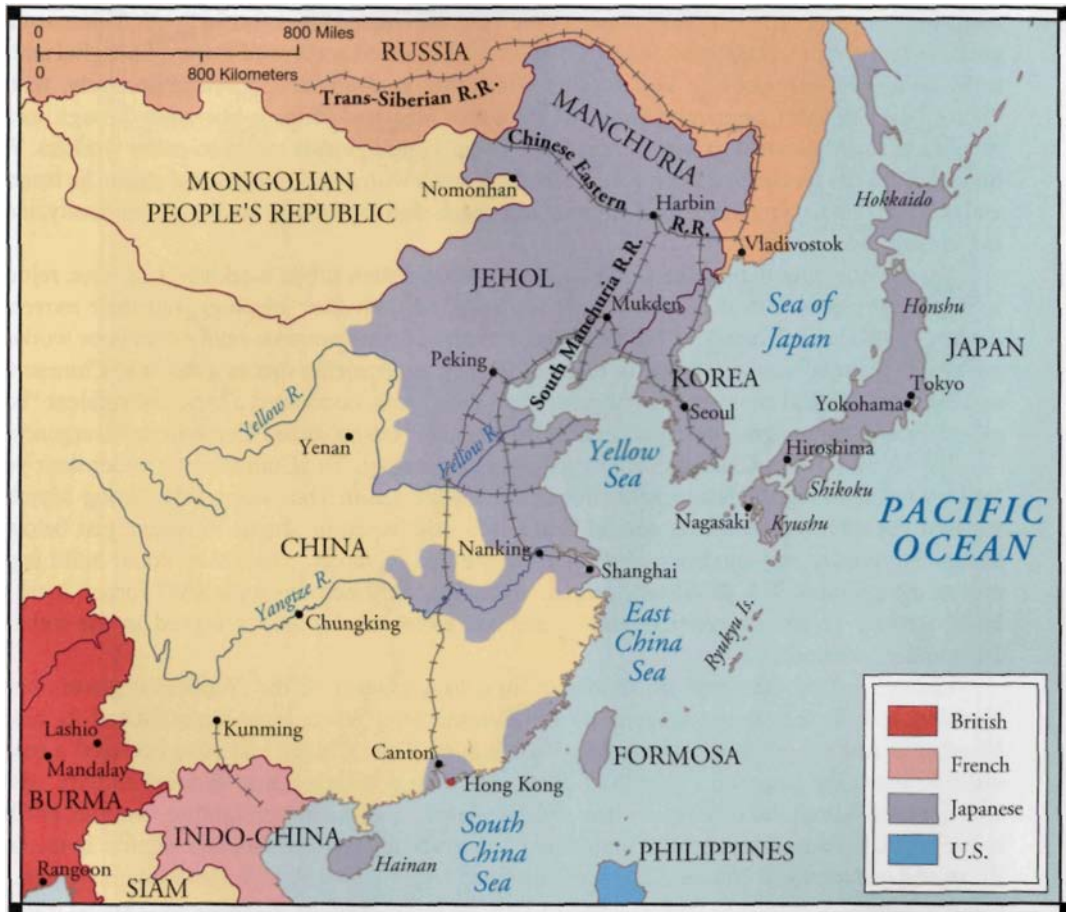 0 800 Miles
0 800 Kilometers
RUSSIA
Trans-Siberian R.R.
MANCHURIA
Chinese Eastern R.R.
MONGOLIAN
PEOPLE'S REPUBLIC
Nomonhan
Harbin
Hokkaido
Vladivostok
JEHOL
South Manchuria R.R.
Mukden
Sea of
Japan
Honshu
JAPAN
Peking
KOREA
Tokyo
Yokohama
Seoul
Yellow R.
Yenan
Yellow R.
Yellow
Sea
Hiroshima
Shikoku
Nagasaki
Kyushu
PACIFIC
OCEAN
CHINA
Nanking
Shanghai
Yangtze R.
Chungking
East
China
Sea
Ryukyu Is.
Kunming
Lashio
Mandalay
Canton
FORMOSA
Hong Kong
BURMA
INDO-CHINA
Hainan
South
China
Sea
PHILIPPINES
Rangoon
SIAM
British
French
Japanese
U.S.